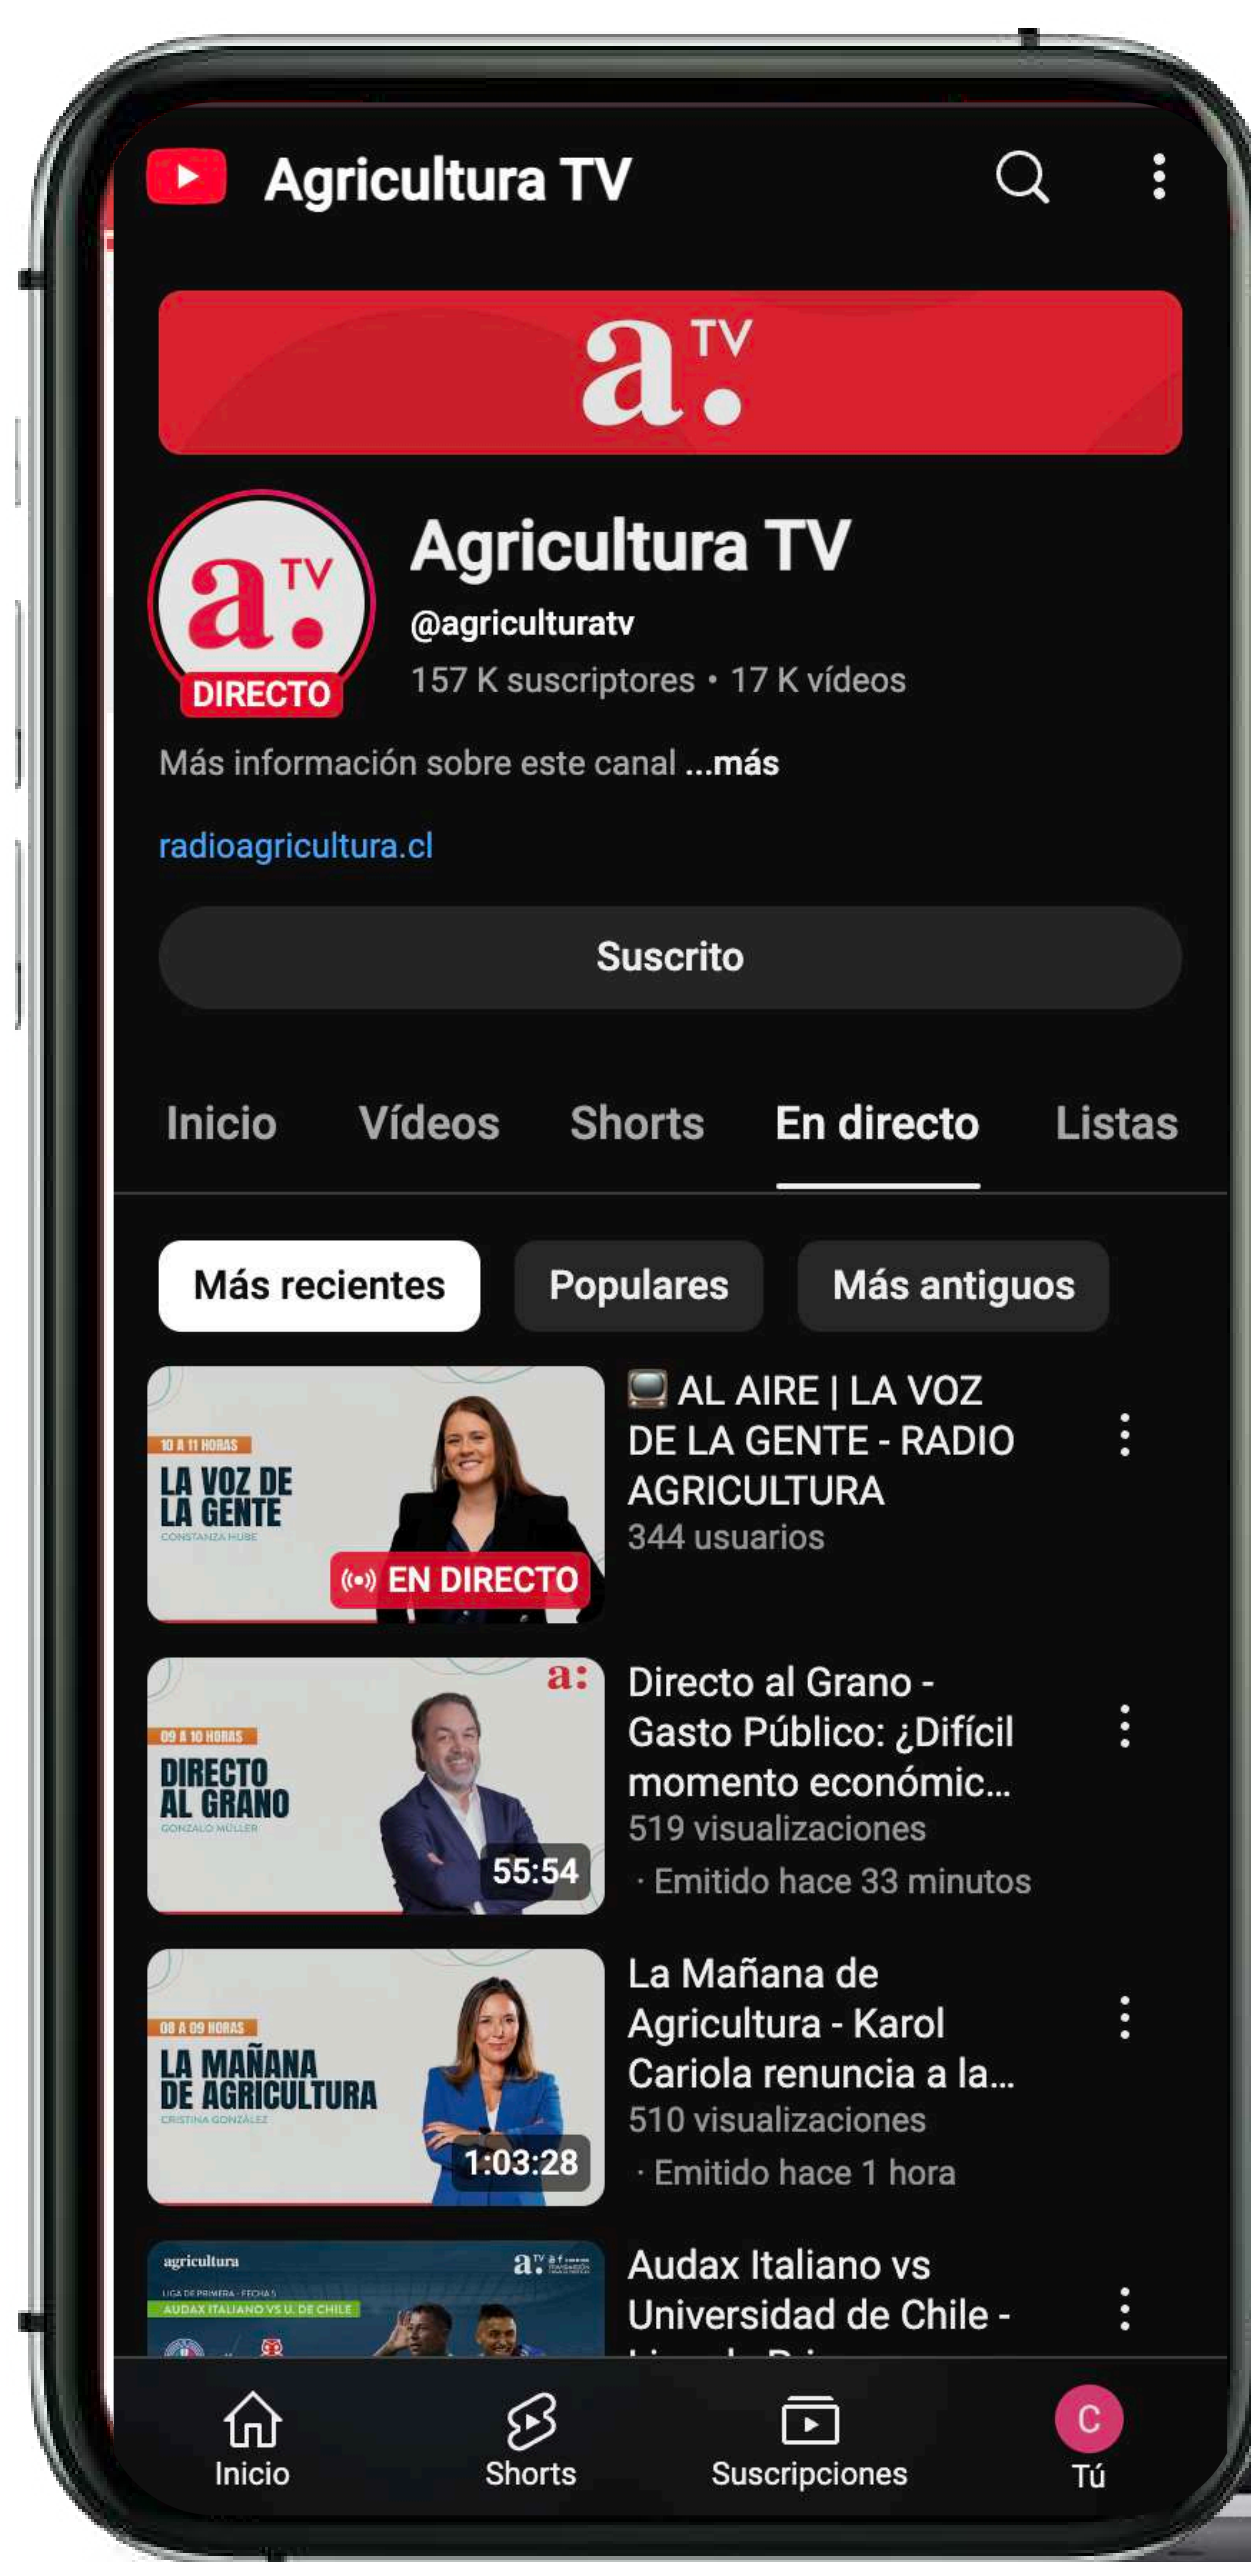 Agricultura TV
a. TV
a. TV
DIRECTO
Agricultura TV
@agriculturatv
157 K suscriptores • 17 K vídeos
Más información sobre este canal ...más
radioagricultura.cl
Suscrito
Inicio Vídeos Shorts En directo Listas
Más recientes Populares Más antiguos
10 A 11 HORAS
LA VOZ DE
LA GENTE
CONSTANZA HUBE
EN DIRECTO
AL AIRE | LA VOZ
DE LA GENTE - RADIO
AGRICULTURA
344 usuarios
a:
09 A 10 HORAS
DIRECTO
AL GRANO
GONZALO MÜLLER
55:54
Directo al Grano -
Gasto Público: ¿Difícil
momento económic...
519 visualizaciones
· Emitido hace 33 minutos
08 A 09 HORAS
LA MAÑANA
DE AGRICULTURA
CRISTINA GONZÁLEZ
1:03:28
La Mañana de
Agricultura - Karol
Cariola renuncia a la...
510 visualizaciones
· Emitido hace 1 hora
agricultura
a. TV
LIGA DE PRIMERA - FECHA 5
AUDAX ITALIANO VS U. DE CHILE
Audax Italiano vs
Universidad de Chile -
Inicio Shorts Suscripciones C Tú